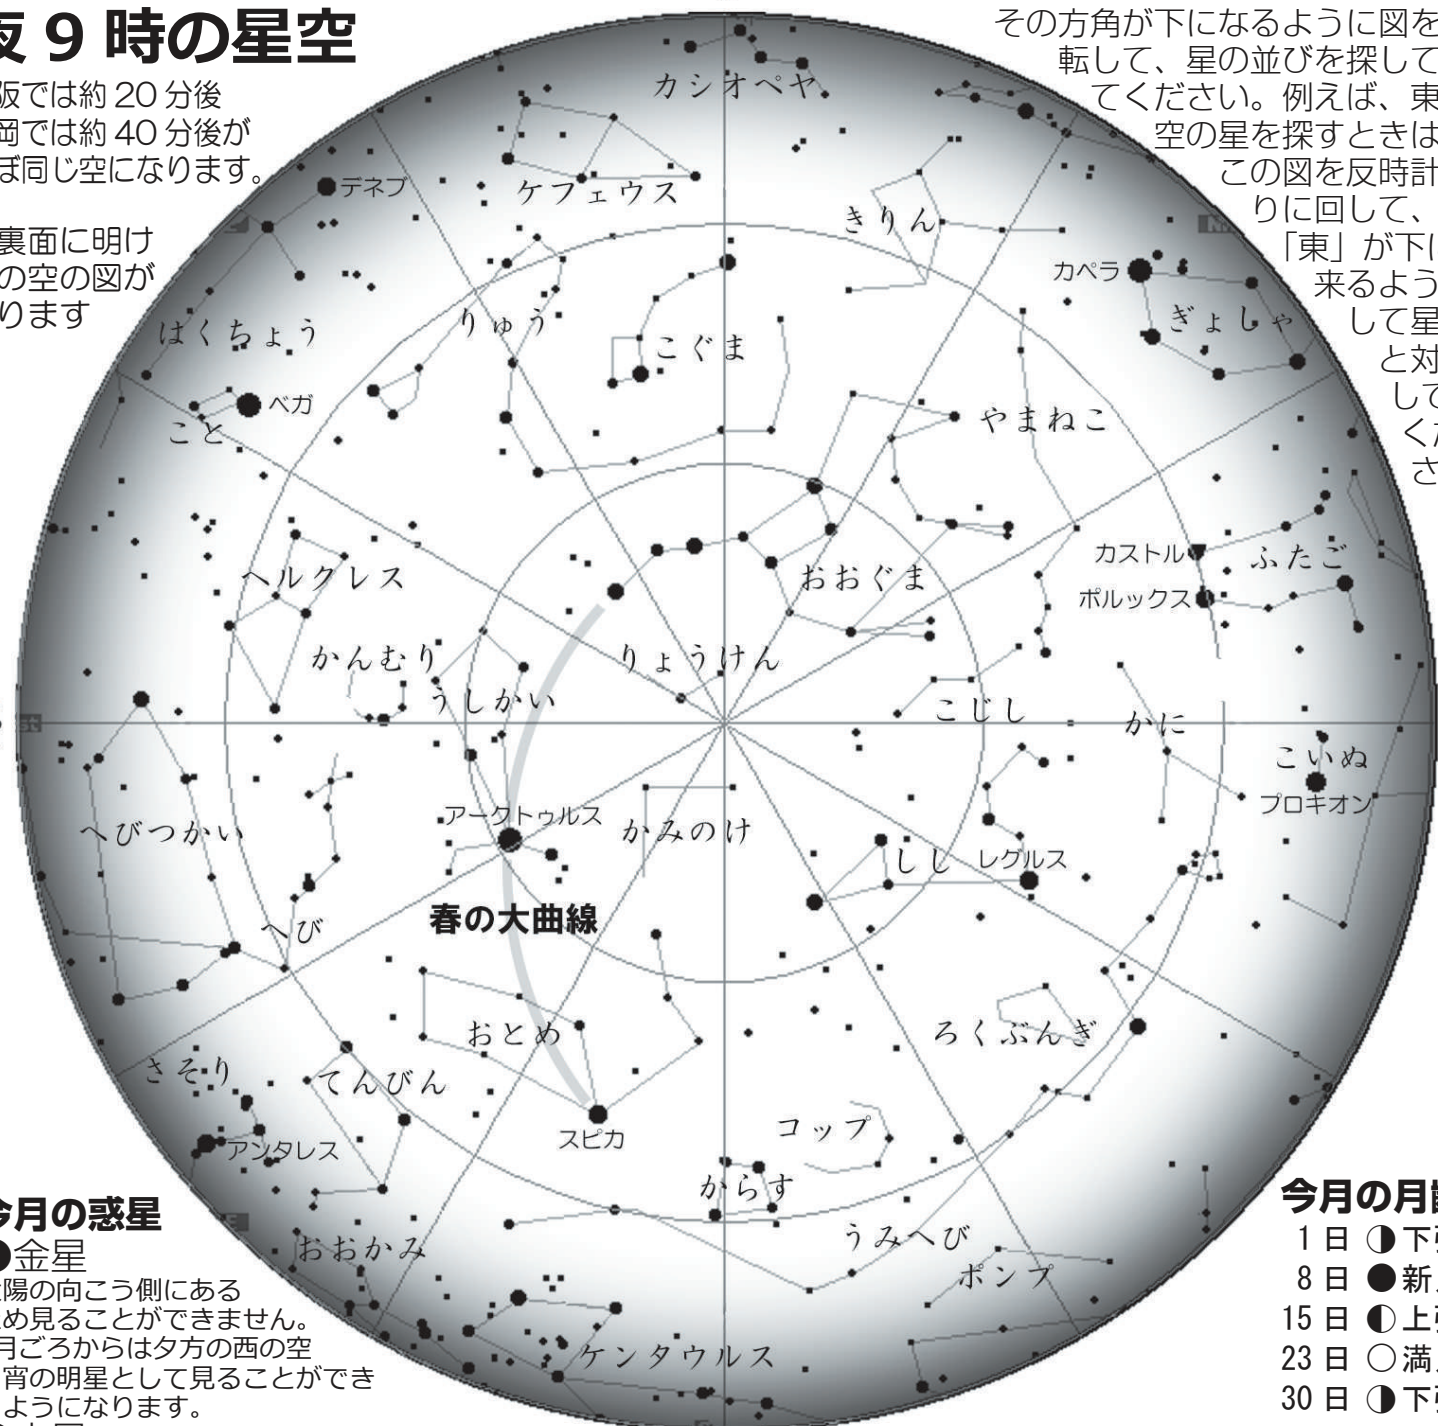 夜 9 時の星空
阪では約 20 分後
岡では約 40 分後が
ぼ同じ空になります。
裏面に明け
の空の図が
ります
その方角が下になるように図を
転して、星の並びを探して
てください。例えば、東
空の星を探すときは
この図を反時計
りに回して、
「東」が下に
来るよう
して星
と対
して
くだ
さ
カシオペヤ
デネブ
ケフェウス
きりん
カペラ
ぎょしゃ
はくちょう
りゅう
こぐま
ベガ
こと
やまねこ
カストル
ふたご
ヘルクレス
おおぐま
ポルックス
かんむり
りょうけん
うしかい
こじし
かに
こいぬ
プロキオン
へびつかい
アークトゥルス
かみのけ
しし
レグルス
春の大曲線
へび
おとめ
ろくぶんぎ
さそり
てんびん
コップ
スピカ
アンタレス
からす
うみへび
おおかみ
ポンプ
ケンタウルス
今月の惑星
●金星
陽の向こう側にある
め見ることができません。
月ごろからは夕方の西の空
宵の明星として見ることができ
ようになります。
今月の月齢
1 日 ◑下弦
8 日 ●新月
15 日 ◐上弦
23 日 ○満月
30 日 ◑下弦